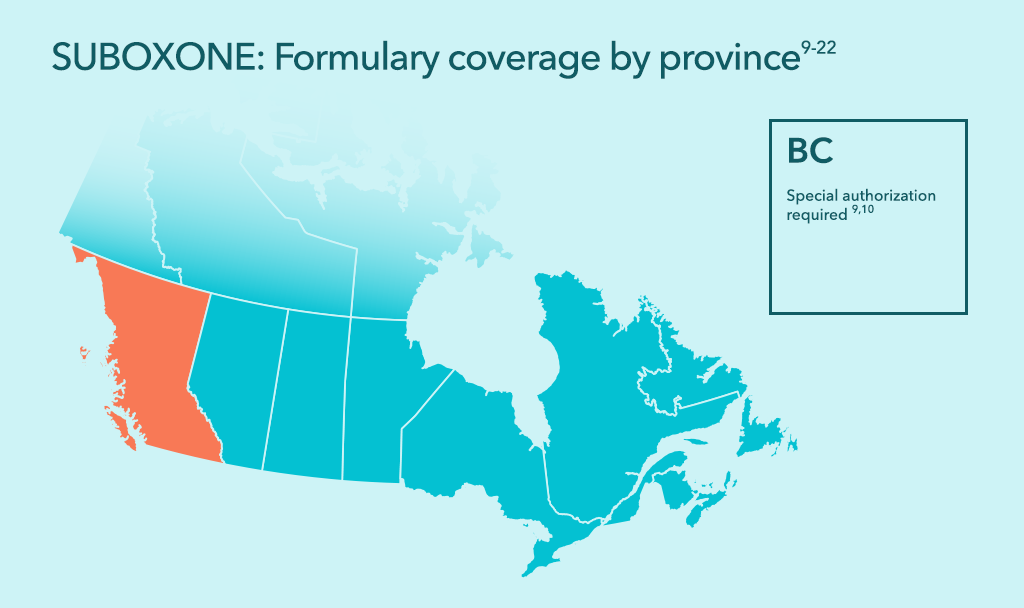 SUBOXONE: Formulary coverage by province9-22
BC
Special authorization
required 9,10